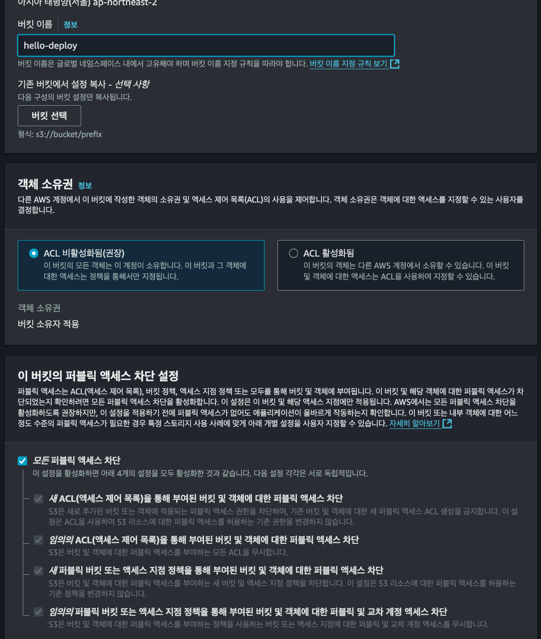 아시아 태평양(서울) ap-northeast-2
버킷 이름 정보
hello-deploy
버킷 이름은 글로벌 네임스페이스 내에서 고유해야 하며 버킷 이름 지정 규칙을 따라야 합니다. 버킷 이름 지정 규칙 보기
기존 버킷에서 설정 복사 - 선택 사항
다음 구성의 버킷 설정만 복사됩니다.
버킷 선택
형식: s3://bucket/prefix
객체 소유권 정보
다른 AWS 계정에서 이 버킷에 작성한 객체의 소유권 및 액세스 제어 목록(ACL)의 사용을 제어합니다. 객체 소유권은 객체에 대한 액세스를 지정할 수 있는 사용자를
결정합니다.
ACL 비활성화됨(권장)
이 버킷의 모든 객체는 이 계정이 소유합니다. 이 버킷과 그 객체에
대한 액세스는 정책을 통해서만 지정됩니다.
ACL 활성화됨
이 버킷의 객체는 다른 AWS 계정에서 소유할 수 있습니다. 이 버킷
및 객체에 대한 액세스는 ACL을 사용하여 지정할 수 있습니다.
객체 소유권
버킷 소유자 적용
이 버킷의 퍼블릭 액세스 차단 설정
퍼블릭 액세스는 ACL(액세스 제어 목록), 버킷 정책, 액세스 지점 정책 또는 모두를 통해 버킷 및 객체에 부여됩니다. 이 버킷 및 해당 객체에 대한 퍼블릭 액세스가 차
단되었는지 확인하려면 모든 퍼블릭 액세스 차단을 활성화합니다. 이 설정은 이 버킷 및 해당 액세스 지점에만 적용됩니다. AWS에서는 모든 퍼블릭 액세스 차단을
활성화하도록 권장하지만, 이 설정을 적용하기 전에 퍼블릭 액세스가 없어도 애플리케이션이 올바르게 작동하는지 확인합니다. 이 버킷 또는 내부 객체에 대한 어느
정도 수준의 퍼블릭 액세스가 필요한 경우 특정 스토리지 사용 사례에 맞게 아래 개별 설정을 사용자 지정할 수 있습니다. 자세히 알아보기
모든 퍼블릭 액세스 차단
이 설정을 활성화하면 아래 4개의 설정을 모두 활성화한 것과 같습니다. 다음 설정 각각은 서로 독립적입니다.
새 ACL(액세스 제어 목록)을 통해 부여된 버킷 및 객체에 대한 퍼블릭 액세스 차단
S3은 새로 추가된 버킷 또는 객체에 적용되는 퍼블릭 액세스 권한을 차단하며, 기존 버킷 및 객체에 대한 새 퍼블릭 액세스 ACL 생성을 금지합니다. 이 설
정은 ACL을 사용하여 S3 리소스에 대한 퍼블릭 액세스를 허용하는 기존 권한을 변경하지 않습니다.
임의의 ACL(액세스 제어 목록)을 통해 부여된 버킷 및 객체에 대한 퍼블릭 액세스 차단
S3은 버킷 및 객체에 대한 퍼블릭 액세스를 부여하는 모든 ACL을 무시합니다.
새 퍼블릭 버킷 또는 액세스 지점 정책을 통해 부여된 버킷 및 객체에 대한 퍼블릭 액세스 차단
S3은 버킷 및 객체에 대한 퍼블릭 액세스를 부여하는 새 버킷 및 액세스 지점 정책을 차단합니다. 이 설정은 S3 리소스에 대한 퍼블릭 액세스를 허용하는
기존 정책을 변경하지 않습니다.
임의의 퍼블릭 버킷 또는 액세스 지점 정책을 통해 부여된 버킷 및 객체에 대한 퍼블릭 및 교차 계정 액세스 차단
S3은 버킷 및 객체에 대한 퍼블릭 액세스를 부여하는 정책을 사용하는 버킷 또는 액세스 지점에 대한 퍼블릭 및 교차 계정 액세스를 무시합니다.